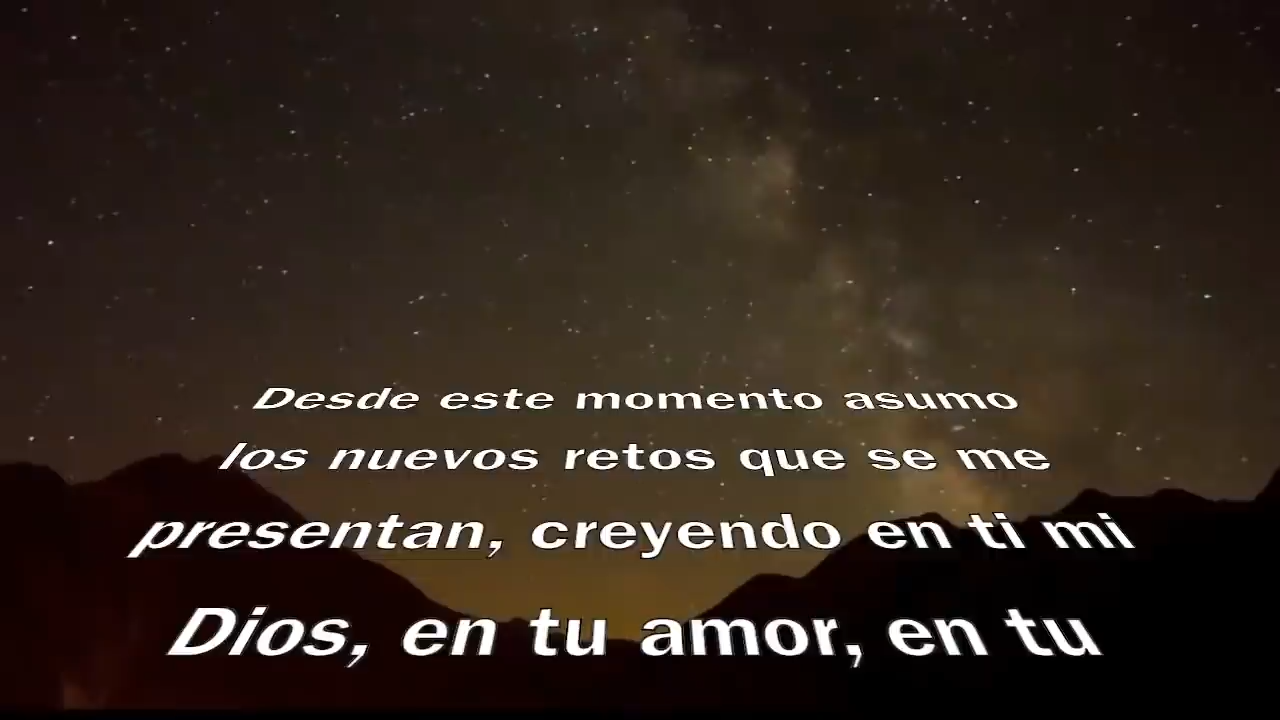 Desde este momento asumo
los nuevos retos que se me
presentan, creyendo en ti mi
Dios, en tu amor, en tu